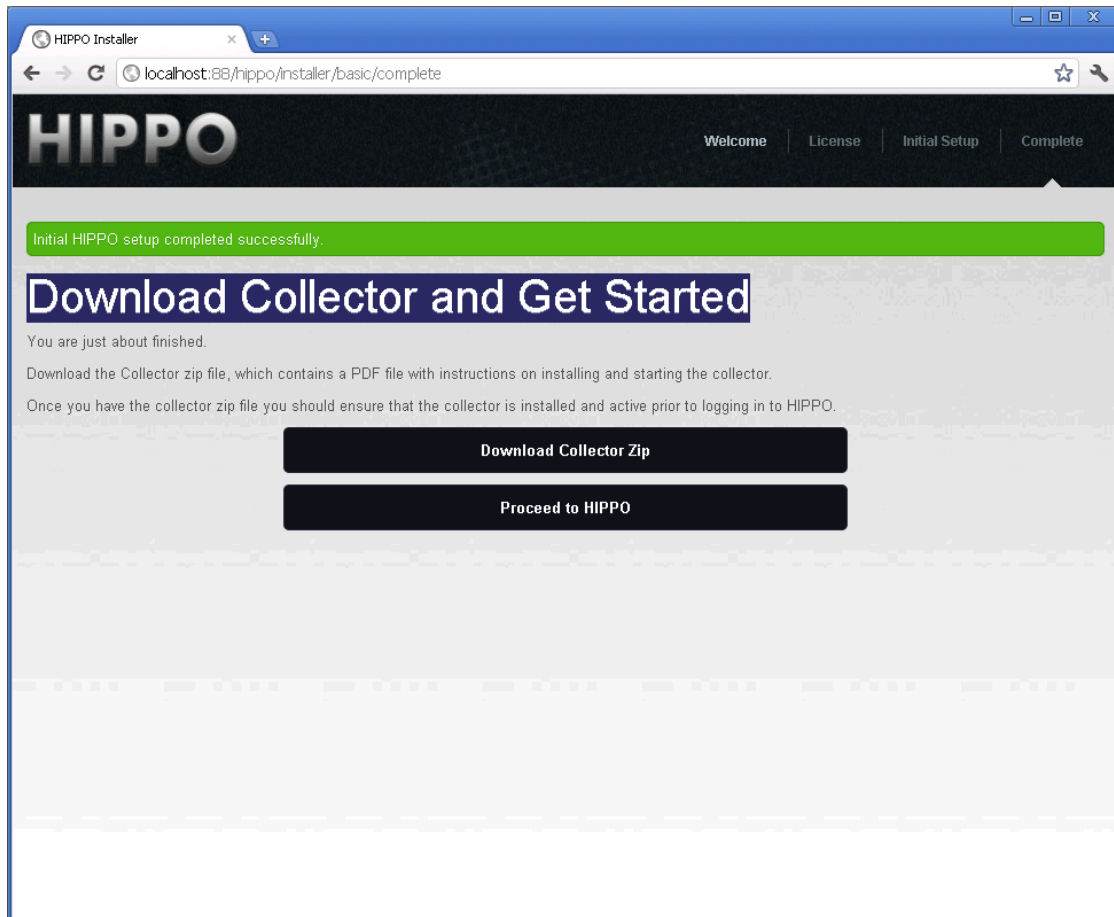 HIPPO Installer
localhost:88/hippo/installer/basic/complete
HIPPO
Welcome
License
Initial Setup
Complete
Initial HIPPO setup completed successfully.
Download Collector and Get Started
You are just about finished.
Download the Collector zip file, which contains a PDF file with instructions on installing and starting the collector.
Once you have the collector zip file you should ensure that the collector is installed and active prior to logging in to HIPPO.
Download Collector Zip
Proceed to HIPPO